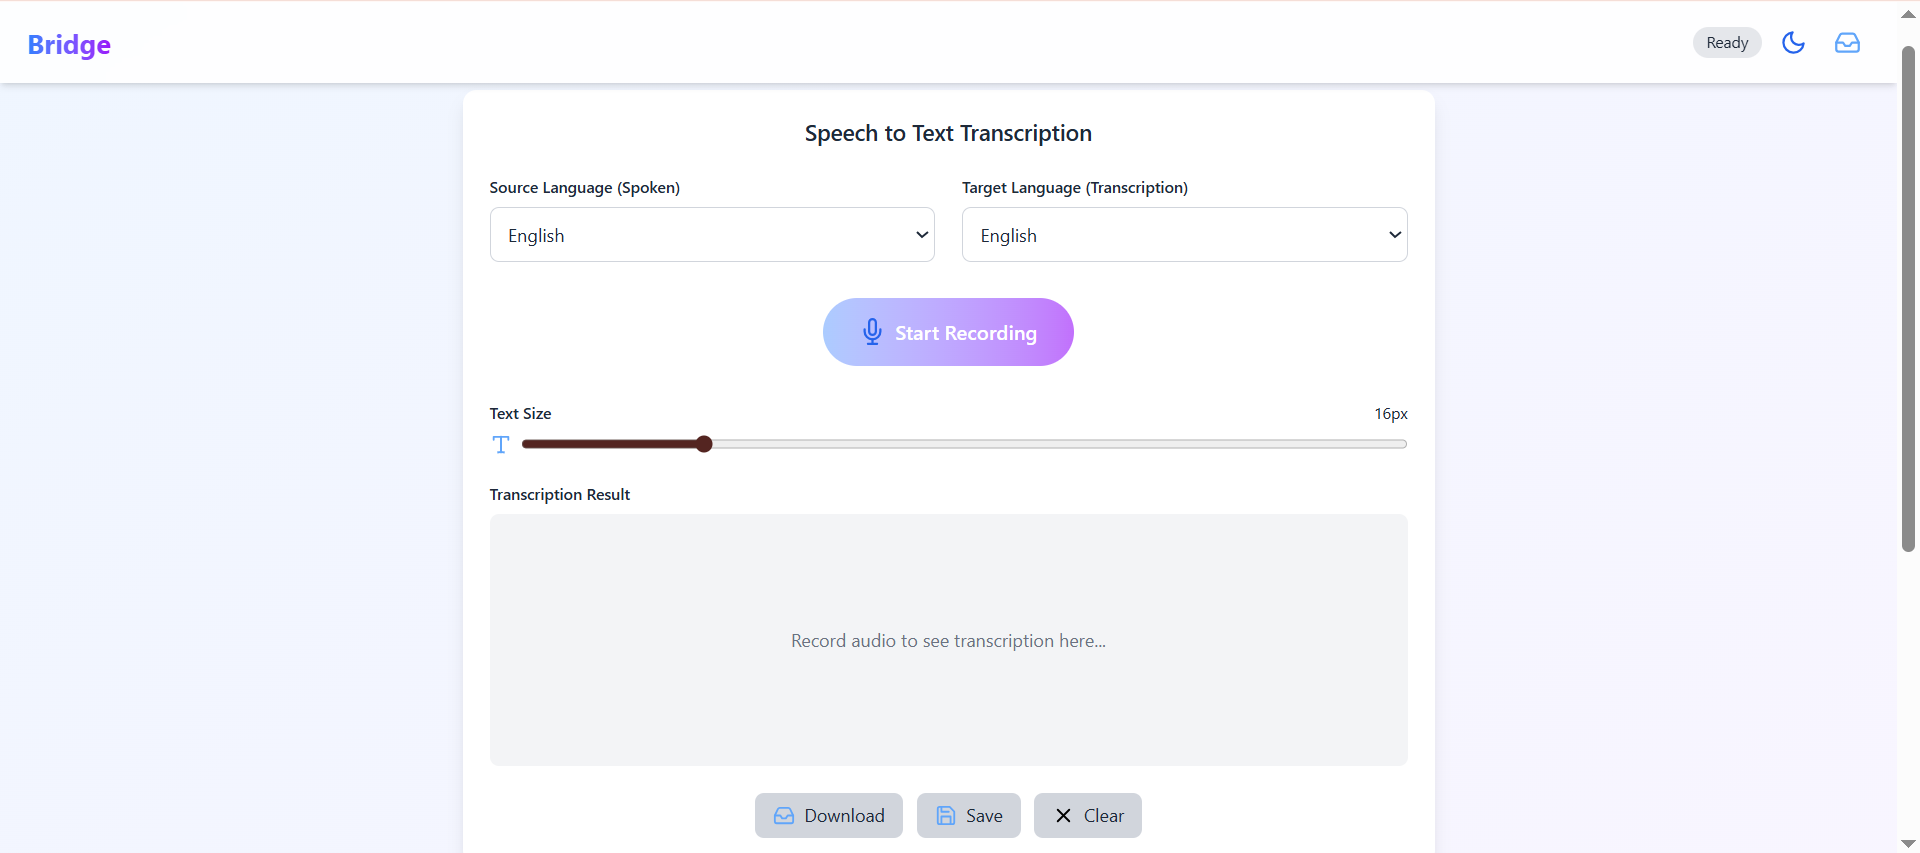 Bridge
Ready
Speech to Text Transcription
Source Language (Spoken)
Target Language (Transcription)
English
English
Start Recording
Text Size
16px
Transcription Result
Record audio to see transcription here...
Download
Save
Clear